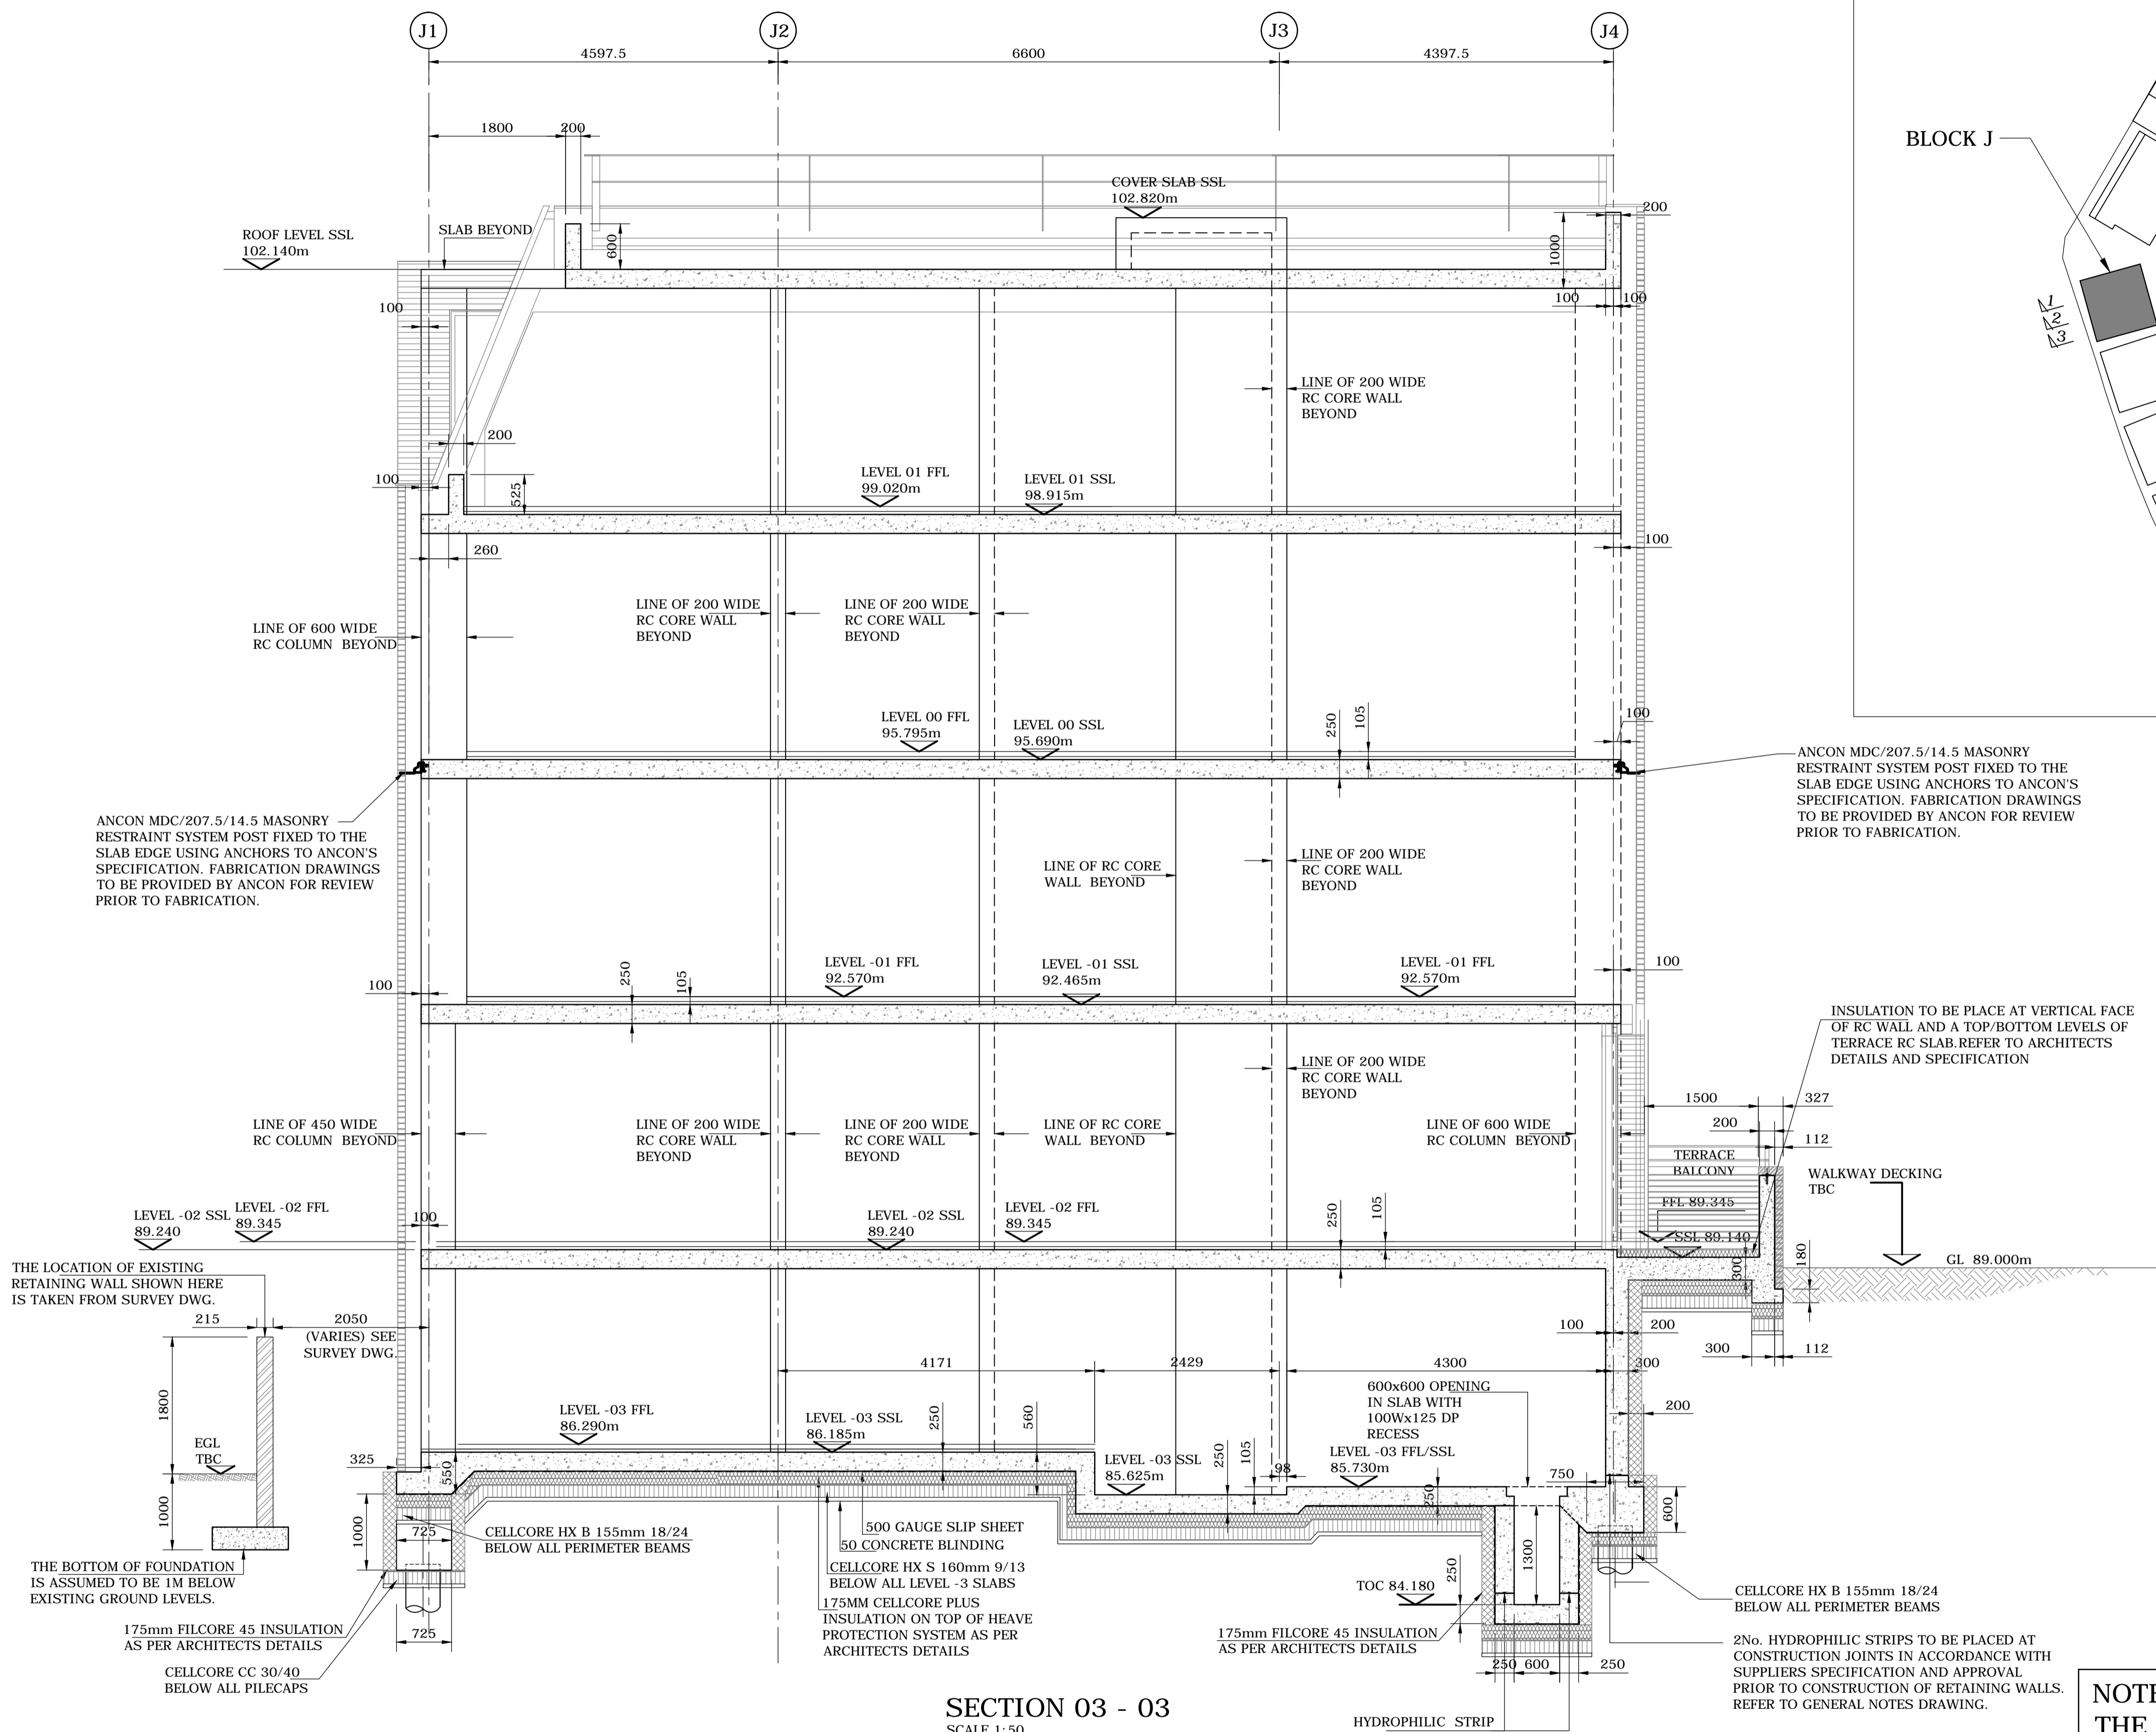 J1
J2
J3
J4
4597.5
6600
4397.5
1800
200
BLOCK J
COVER SLAB SSL
102.820m
200
ROOF LEVEL SSL
102.140m
SLAB BEYOND
600
1000
100
100
100
1
2
3
LINE OF 200 WIDE
RC CORE WALL
BEYOND
200
100
525
LEVEL 01 FFL
99.020m
LEVEL 01 SSL
98.915m
260
100
LINE OF 600 WIDE
RC COLUMN BEYOND
LINE OF 200 WIDE
RC CORE WALL
BEYOND
LINE OF 200 WIDE
RC CORE WALL
BEYOND
LEVEL 00 FFL
95.795m
LEVEL 00 SSL
95.690m
250
105
100
ANCON MDC/207.5/14.5 MASONRY
RESTRAINT SYSTEM POST FIXED TO THE
SLAB EDGE USING ANCHORS TO ANCON'S
SPECIFICATION. FABRICATION DRAWINGS
TO BE PROVIDED BY ANCON FOR REVIEW
PRIOR TO FABRICATION.
ANCON MDC/207.5/14.5 MASONRY
RESTRAINT SYSTEM POST FIXED TO THE
SLAB EDGE USING ANCHORS TO ANCON'S
SPECIFICATION. FABRICATION DRAWINGS
TO BE PROVIDED BY ANCON FOR REVIEW
PRIOR TO FABRICATION.
LINE OF RC CORE
WALL BEYOND
LINE OF 200 WIDE
RC CORE WALL
BEYOND
100
250
105
LEVEL -01 FFL
92.570m
LEVEL -01 SSL
92.465m
LEVEL -01 FFL
92.570m
100
INSULATION TO BE PLACE AT VERTICAL FACE
OF RC WALL AND A TOP/BOTTOM LEVELS OF
TERRACE RC SLAB.REFER TO ARCHITECTS
DETAILS AND SPECIFICATION
LINE OF 200 WIDE
RC CORE WALL
BEYOND
1500
327
200
112
LINE OF 450 WIDE
RC COLUMN BEYOND
LINE OF 200 WIDE
RC CORE WALL
BEYOND
LINE OF 200 WIDE
RC CORE WALL
BEYOND
LINE OF RC CORE
WALL BEYOND
LINE OF 600 WIDE
RC COLUMN BEYOND
TERRACE
BALCONY
FFL 89.345
SSL 89.140
WALKWAY DECKING
TBC
GL 89.000m
LEVEL -02 SSL
89.240
LEVEL -02 FFL
89.345
100
LEVEL -02 SSL
89.240
LEVEL -02 FFL
89.345
250
105
300
180
THE LOCATION OF EXISTING
RETAINING WALL SHOWN HERE
IS TAKEN FROM SURVEY DWG.
215
2050
(VARIES) SEE
SURVEY DWG.
100
200
300
112
4171
2429
4300
300
1800
600x600 OPENING
IN SLAB WITH
100Wx125 DP
RECESS
200
LEVEL -03 FFL
86.290m
LEVEL -03 SSL
86.185m
250
560
EGL
TBC
325
550
LEVEL -03 SSL
85.625m
250
105
98
LEVEL -03 FFL/SSL
85.730m
250
750
600
1000
1000
725
CELLCORE HX B 155mm 18/24
BELOW ALL PERIMETER BEAMS
500 GAUGE SLIP SHEET
50 CONCRETE BLINDING
CELLCORE HX S 160mm 9/13
BELOW ALL LEVEL -3 SLABS
175MM CELLCORE PLUS
INSULATION ON TOP OF HEAVE
PROTECTION SYSTEM AS PER
ARCHITECTS DETAILS
THE BOTTOM OF FOUNDATION
IS ASSUMED TO BE 1M BELOW
EXISTING GROUND LEVELS.
TOC 84.180
250
1300
CELLCORE HX B 155mm 18/24
BELOW ALL PERIMETER BEAMS
175mm FILCORE 45 INSULATION
AS PER ARCHITECTS DETAILS
725
175mm FILCORE 45 INSULATION
AS PER ARCHITECTS DETAILS
250
600
250
2No. HYDROPHILIC STRIPS TO BE PLACED AT
CONSTRUCTION JOINTS IN ACCORDANCE WITH
SUPPLIERS SPECIFICATION AND APPROVAL
PRIOR TO CONSTRUCTION OF RETAINING WALLS.
REFER TO GENERAL NOTES DRAWING.
CELLCORE CC 30/40
BELOW ALL PILECAPS
SECTION 03 - 03
SCALE 1:50
HYDROPHILIC STRIP
NOTE
THE